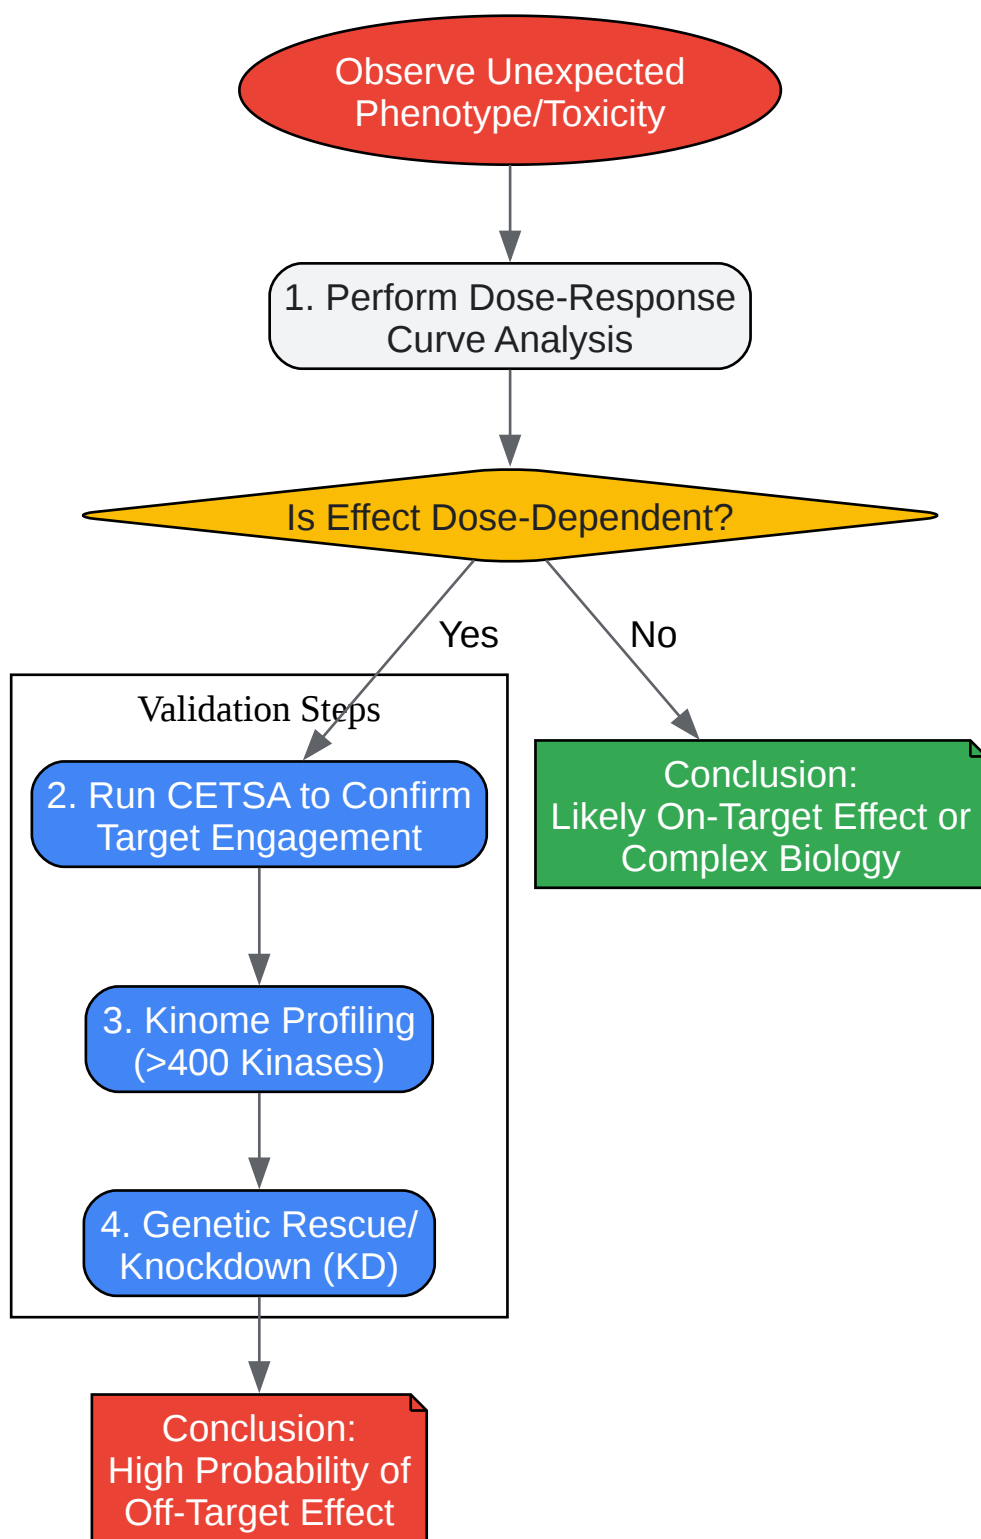 Observe Unexpected
Phenotype/Toxicity
1. Perform Dose-Response
Curve Analysis
Is Effect Dose-Dependent?
Yes
No
Validation Steps
2. Run CETSA to Confirm
Target Engagement
Conclusion:
Likely On-Target Effect or
Complex Biology
3. Kinome Profiling
(>400 Kinases)
4. Genetic Rescue/
Knockdown (KD)
Conclusion:
High Probability of
Off-Target Effect